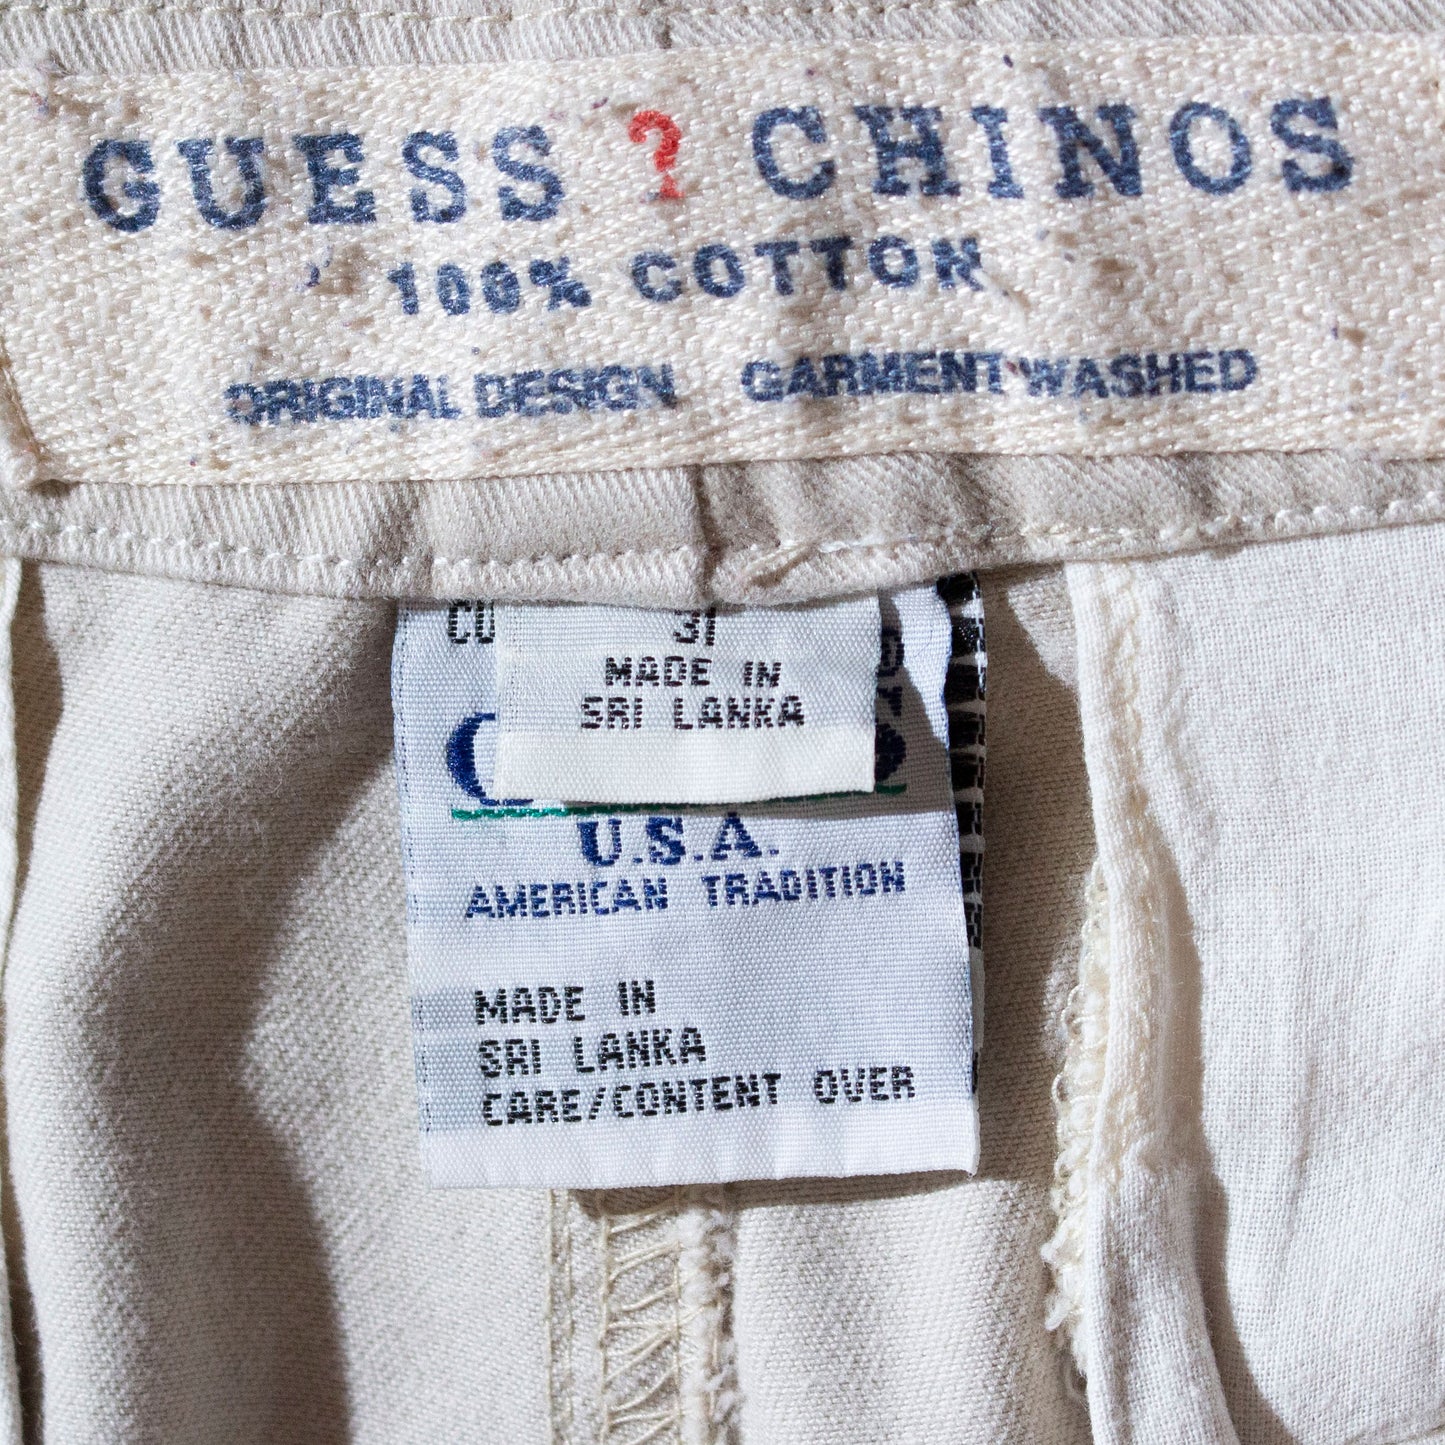 GUESS ? CHINOS
100% COTTON
ORIGINAL DESIGN GARMENT WASHED
31
MADE IN
SRI LANKA
U.S.A.
AMERICAN TRADITION
MADE IN
SRI LANKA
CARE/CONTENT OVER